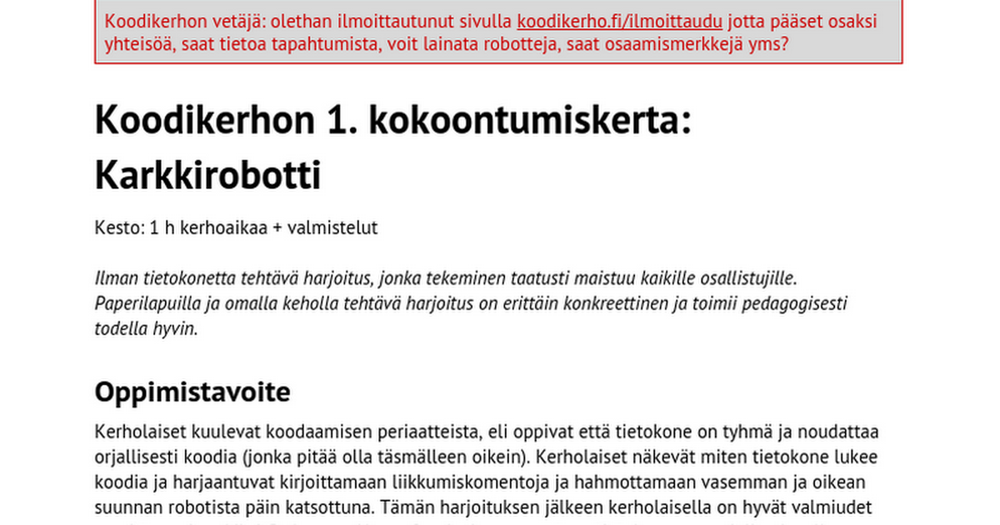 Koodikerhon vetäjä: olethan ilmoittautunut sivulla koodikerho.fi/ilmoittaudu jotta pääset osaksi
yhteisöä, saat tietoa tapahtumista, voit lainata robotteja, saat osaamismerkkejä yms?
Koodikerhon 1. kokoontumiskerta:
Karkkirobotti
Kesto: 1 h kerhoaikaa + valmistelut
Ilman tietokonetta tehtävä harjoitus, jonka tekeminen taatusti maistuu kaikille osallistujille.
Paperilapuilla ja omalla keholla tehtävä harjoitus on erittäin konkreettinen ja toimii pedagogisesti
todella hyvin.
Oppimistavoite
Kerholaiset kuulevat koodaamisen periaatteista, eli oppivat että tietokone on tyhmä ja noudattaa
orjallisesti koodia (jonka pitää olla täsmälleen oikein). Kerholaiset näkevät miten tietokone lukee
koodia ja harjaantuvat kirjoittamaan liikkumiskomentoja ja hahmottamaan vasemman ja oikean
suunnan robotista päin katsottuna. Tämän harjoituksen jälkeen kerholaisella on hyvät valmiudet